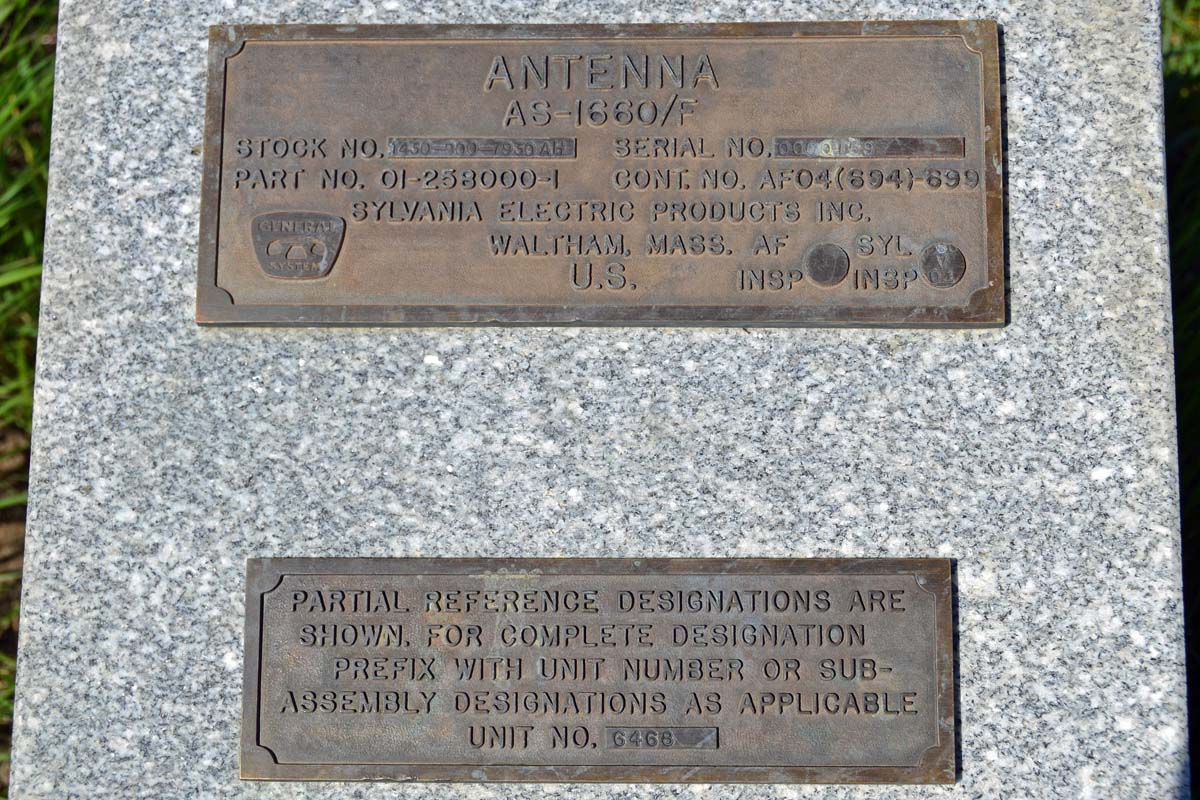 ANTENNA
AS-1660/F
STOCK NO. SERIAL NO.
PART NO. 01-258000-1 CONT. NO. AF04(694)-699
SYLVANIA ELECTRIC PRODUCTS INC.
GENERAL SYSTEM
WALTHAM, MASS. AF SYL
U.S. INSP INSP
PARTIAL REFERENCE DESIGNATIONS ARE
SHOWN. FOR COMPLETE DESIGNATION
PREFIX WITH UNIT NUMBER OR SUB-
ASSEMBLY DESIGNATIONS AS APPLICABLE
UNIT NO. 6468